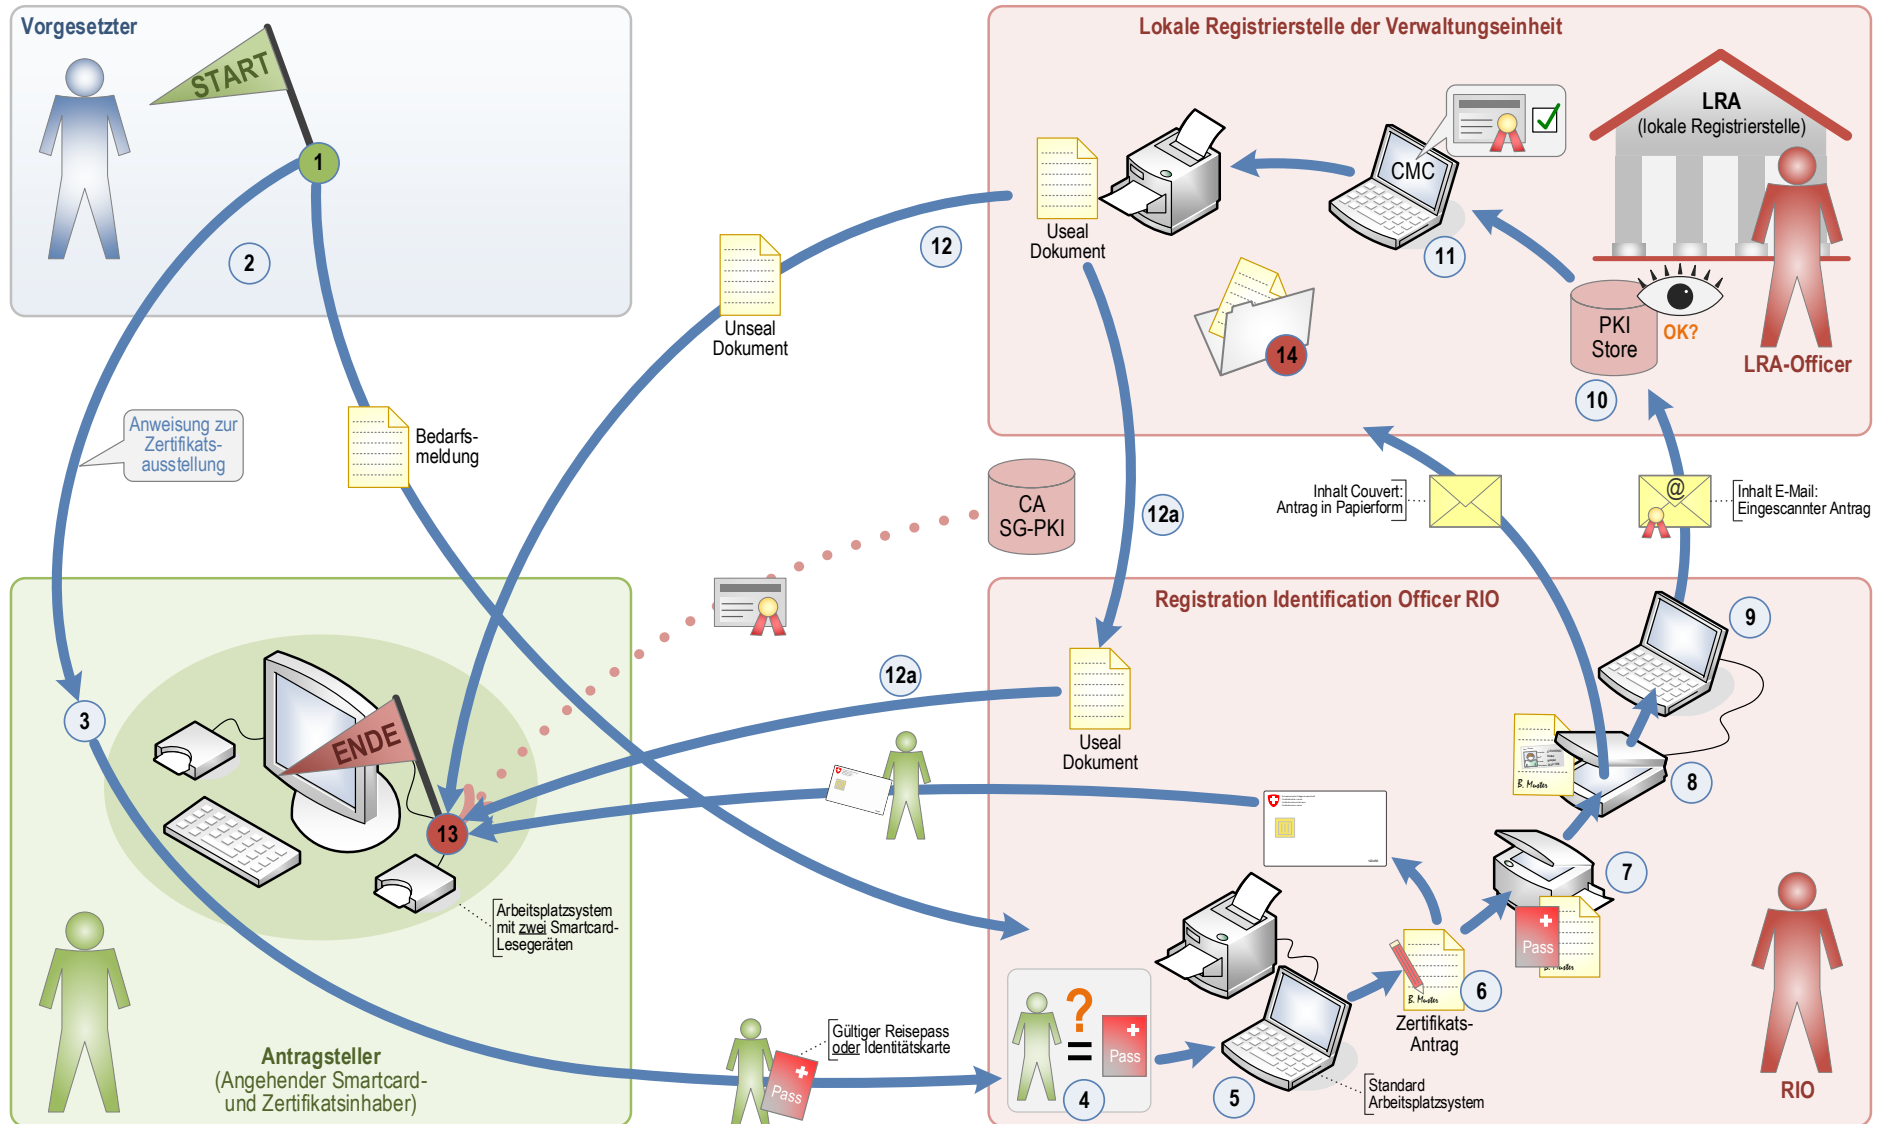 Vorgesetzter
START
1
2
Anweisung zur
Zertifikats-
ausstellung
Bedarfs-
meldung
Unseal
Dokument
12
Lokale Registrierstelle der Verwaltungseinheit
LRA
(lokale Registrierstelle)
CMC
11
Useal
Dokument
14
PKI
Store
OK?
LRA-Officer
10
CA
SG-PKI
12a
Inhalt Couvert:
Antrag in Papierform
@
Inhalt E-Mail:
Eingescannter Antrag
3
ENDE
13
Arbeitsplatzsystem
mit zwei Smartcard-
Lesegeräten
Antragsteller
(Angehender Smartcard-
und Zertifikatsinhaber)
12a
Pass
Gültiger Reisepass
oder Identitätskarte
Registration Identification Officer RIO
Useal
Dokument
9
8
B. Muster
7
Pass
B. Muster
6
B. Muster
Zertifikats-
Antrag
Pass
4
5
Standard
Arbeitsplatzsystem
RIO